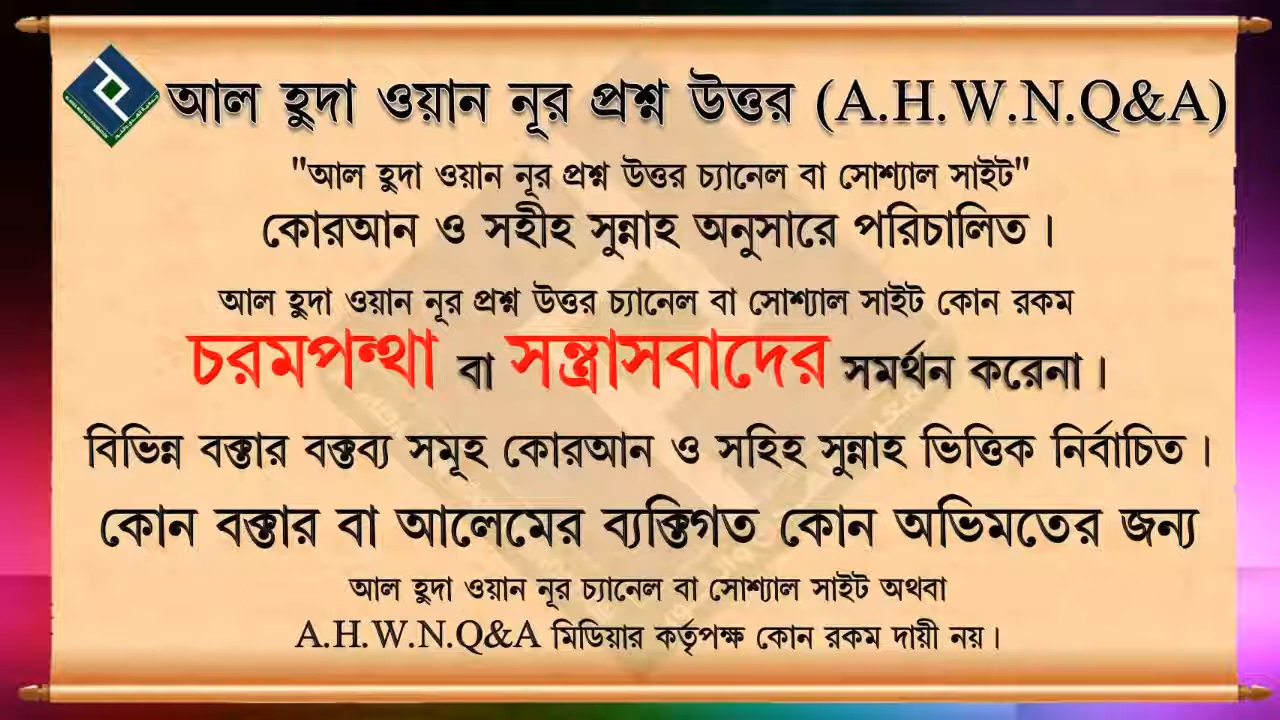 আল হুদা ওয়ান নূর প্রশ্ন উত্তর (A.H.W.N.Q&A)
"আল হুদা ওয়ান নূর প্রশ্ন উত্তর চ্যানেল বা সোশ্যাল সাইট"
কোরআন ও সহীহ সুন্নাহ অনুসারে পরিচালিত।
আল হুদা ওয়ান নূর প্রশ্ন উত্তর চ্যানেল বা সোশ্যাল সাইট কোন রকম
চরমপন্থা বা সন্ত্রাসবাদের সমর্থন করেনা।
বিভিন্ন বক্তার বক্তব্য সমূহ কোরআন ও সহিহ সুন্নাহ ভিত্তিক নির্বাচিত।
কোন বক্তার বা আলেমের ব্যক্তিগত কোন অভিমতের জন্য
আল হুদা ওয়ান নূর চ্যানেল বা সোশ্যাল সাইট অথবা
A.H.W.N.Q&A মিডিয়ার কর্তৃপক্ষ কোন রকম দায়ী নয়।